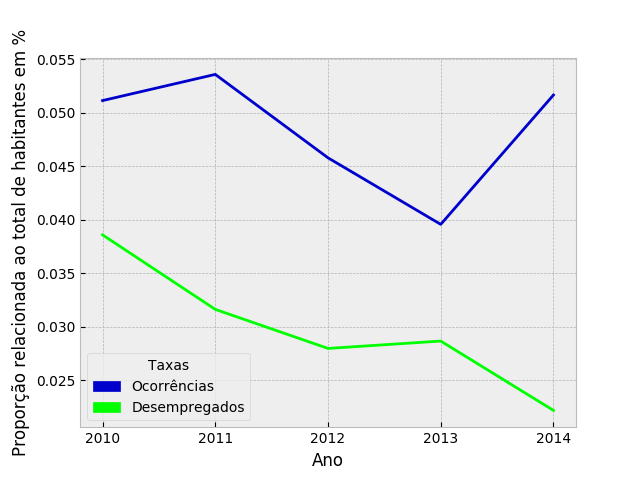 Proporção relacionada ao total de habitantes em %
0.055
0.050
0.045
0.040
0.035
0.030
0.025
Taxas
Ocorrências
Desempregados
2010 2011 2012 2013 2014
Ano